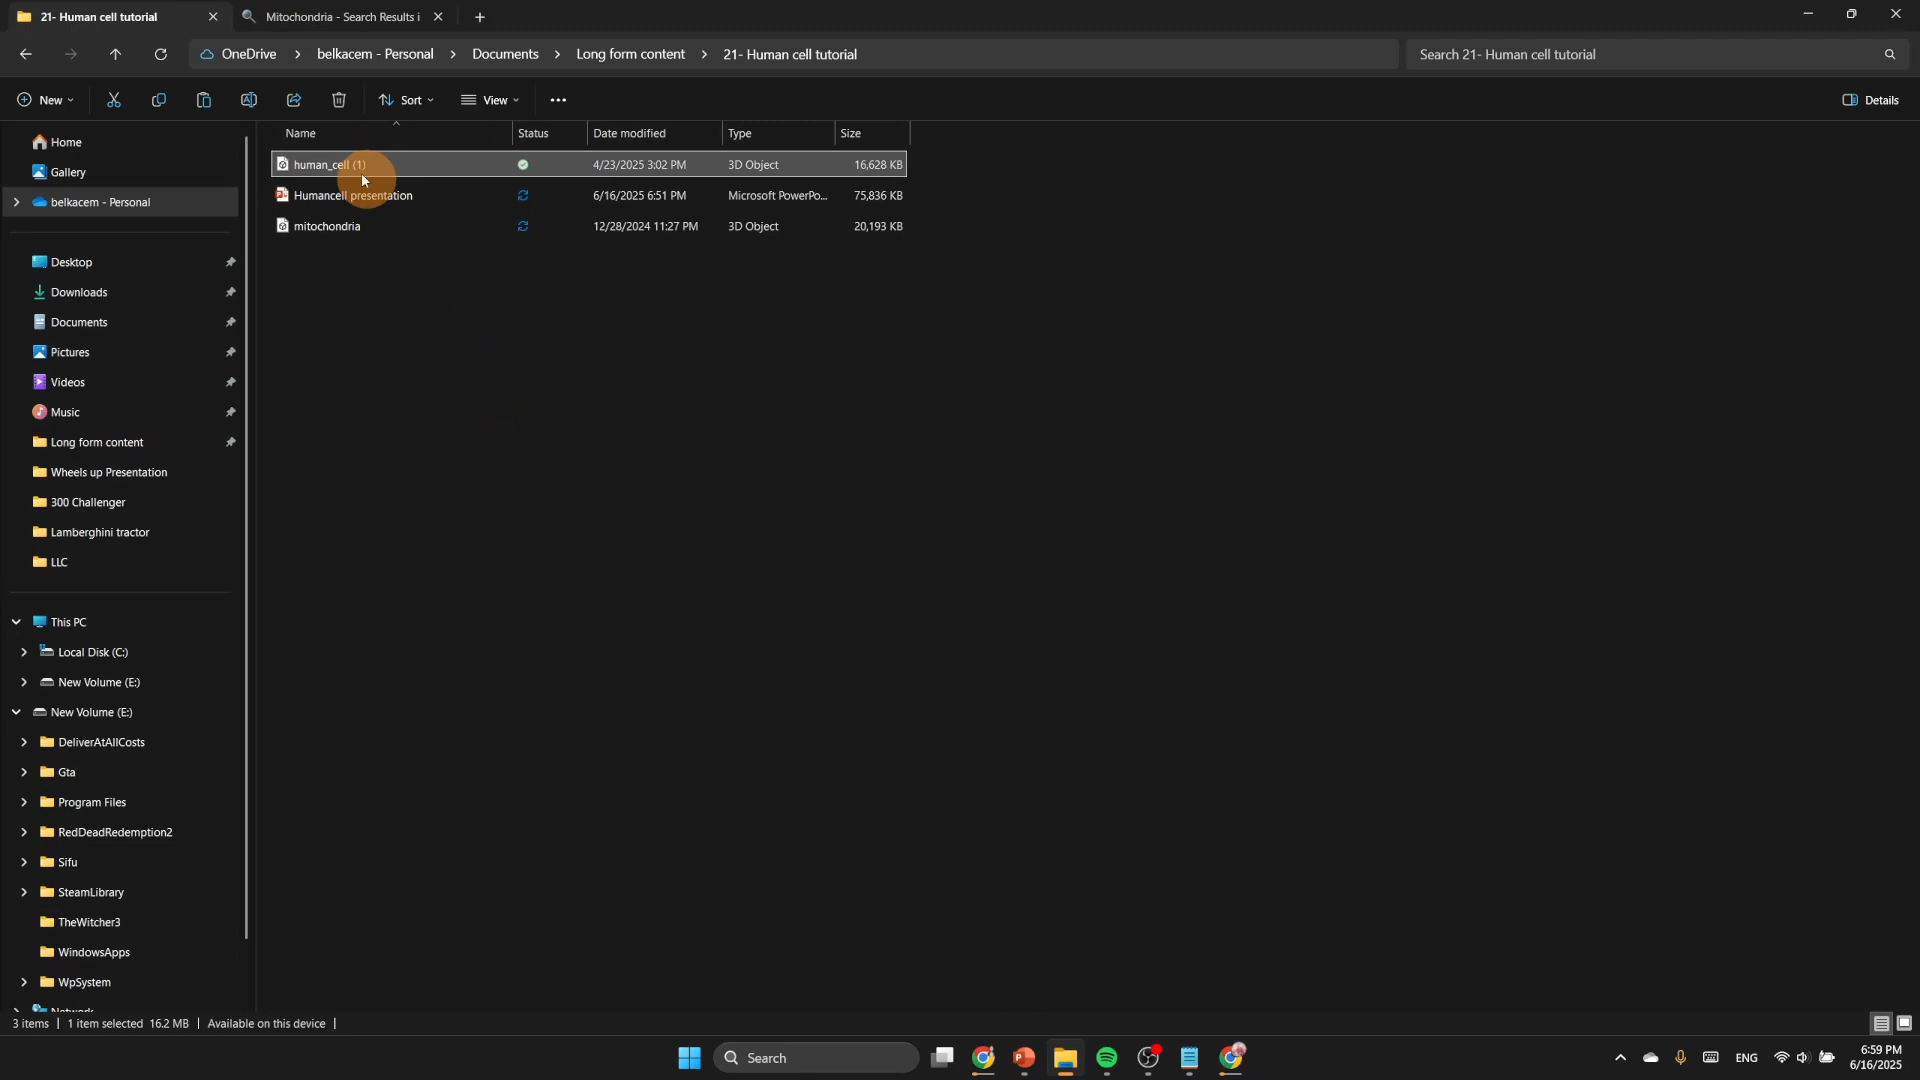 21- Human cell tutorial
Mitochondria - Search Results i
OneDrive > belkacem - Personal > Documents > Long form content > 21- Human cell tutorial
Search 21- Human cell tutorial
New
Sort
View
Details
Name Status Date modified Type Size
human_cell (1) 4/23/2025 3:02 PM 3D Object 16,628 KB
Humancell presentation 6/16/2025 6:51 PM Microsoft PowerPo... 75,836 KB
mitochondria 12/28/2024 11:27 PM 3D Object 20,193 KB
Home
Gallery
belkacem - Personal
Desktop
Downloads
Documents
Pictures
Videos
Music
Long form content
Wheels up Presentation
300 Challenger
Lamberghini tractor
LLC
This PC
Local Disk (C:)
New Volume (E:)
New Volume (E:)
DeliverAtAllCosts
Gta
Program Files
RedDeadRedemption2
Sifu
SteamLibrary
TheWitcher3
WindowsApps
WpSystem
Network
3 items | 1 item selected 16.2 MB | Available on this device |
Search
ENG
6:59 PM
6/16/2025